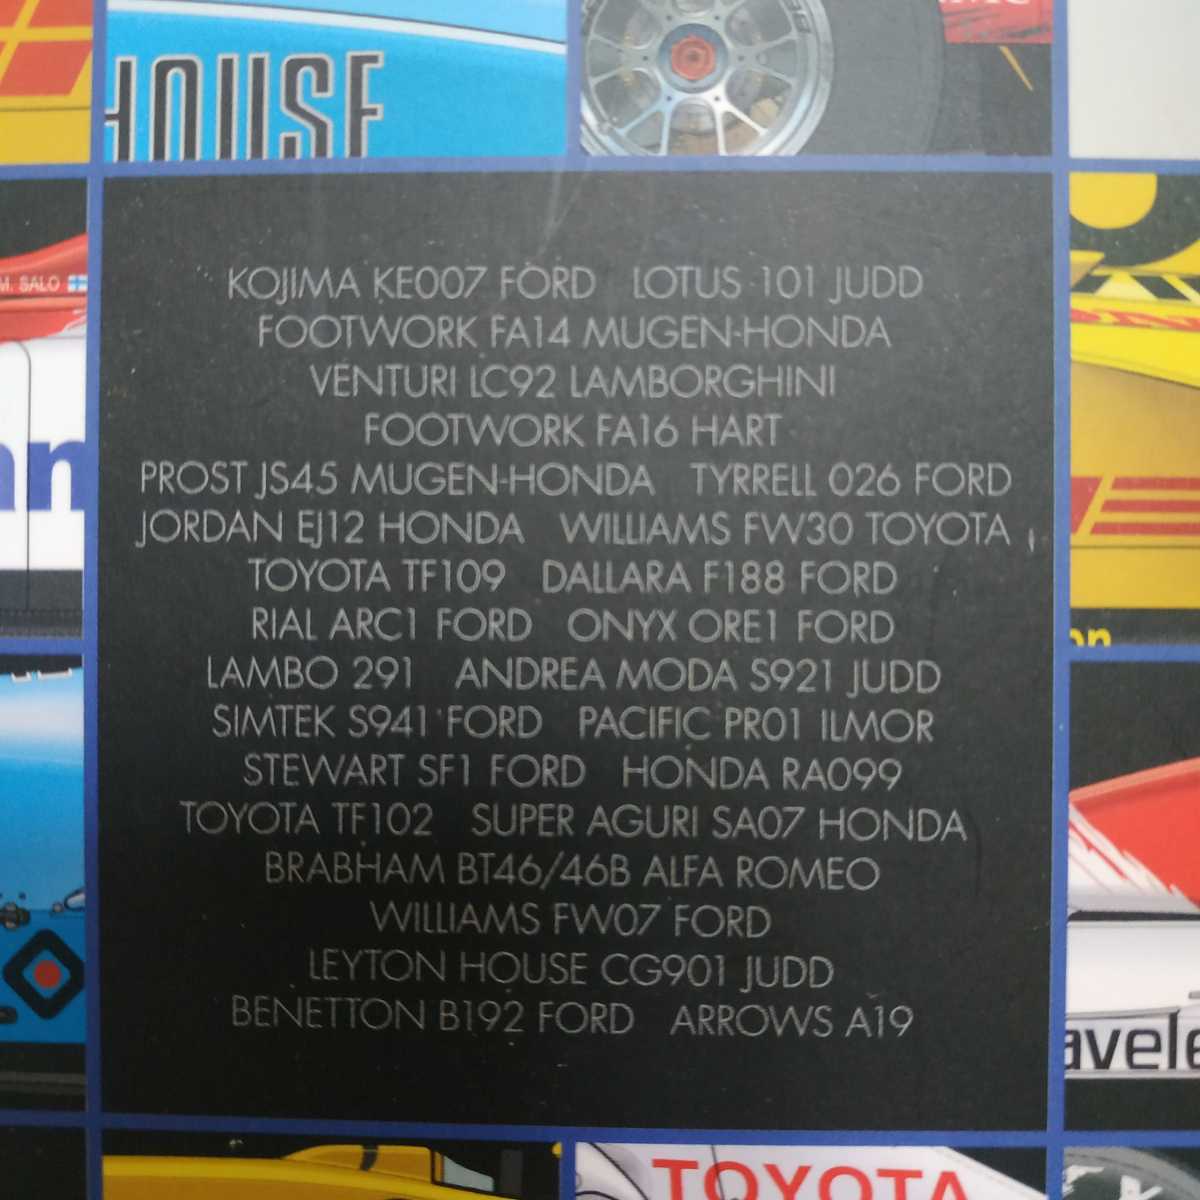 HOUSE
M. SALO
KOJIMA KE007 FORD LOTUS 101 JUDD
FOOTWORK FA14 MUGEN-HONDA
VENTURI LC92 LAMBORGHINI
FOOTWORK FA16 HART
PROST JS45 MUGEN-HONDA TYRRELL 026 FORD
JORDAN EJ12 HONDA WILLIAMS FW30 TOYOTA
TOYOTA TF109 DALLARA F188 FORD
RIAL ARC1 FORD ONYX ORE1 FORD
LAMBO 291 ANDREA MODA S921 JUDD
SIMTEK S941 FORD PACIFIC PR01 ILMOR
STEWART SF1 FORD HONDA RA099
TOYOTA TF102 SUPER AGURI SA07 HONDA
BRABHAM BT46/46B ALFA ROMEO
WILLIAMS FW07 FORD
LEYTON HOUSE CG901 JUDD
BENETTON B192 FORD ARROWS A19
avele
TOYOTA